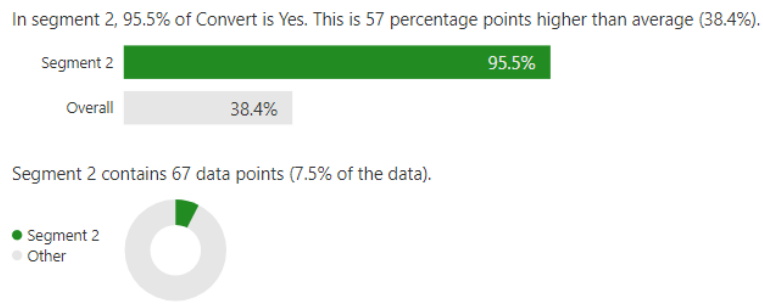 In segment 2, 95.5% of Convert is Yes. This is 57 percentage points higher than average (38.4%).
Segment 2
95.5%
Overall
38.4%
Segment 2 contains 67 data points (7.5% of the data).
Segment 2
Other